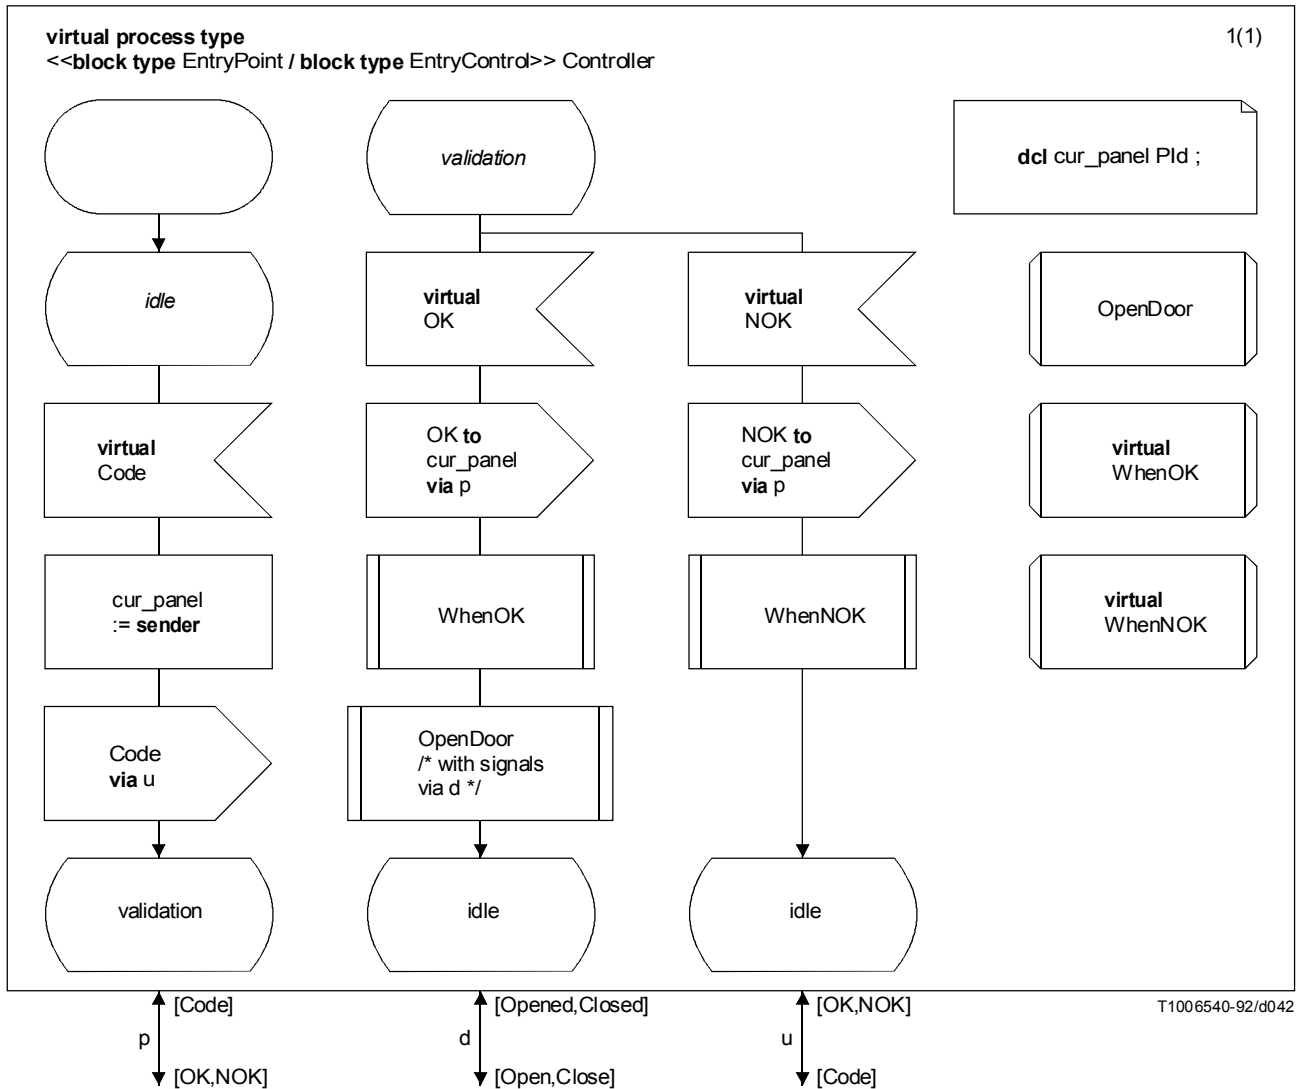 virtual process type
<<block type EntryPoint / block type EntryControl>> Controller
1(1)
validation
dcl cur_panel PId ;
idle
virtual
OK
virtual
NOK
OpenDoor
virtual
Code
OK to
cur_panel
via p
NOK to
cur_panel
via p
virtual
WhenOK
cur_panel
:= sender
WhenOK
WhenNOK
virtual
WhenNOK
Code
via u
OpenDoor
/* with signals
via d */
validation
idle
idle
[Code]
[Opened,Closed]
[OK,NOK]
T1006540-92/d042
p
d
u
[OK,NOK]
[Open,Close]
[Code]